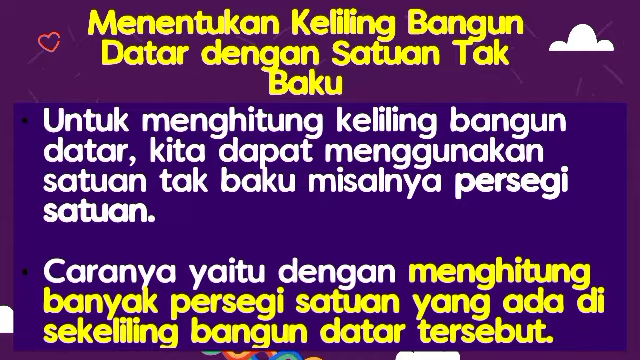 Menentukan Keliling Bangun
Datar dengan Satuan Tak
Baku
• Untuk menghitung keliling bangun
datar, kita dapat menggunakan
satuan tak baku misalnya persegi
satuan.
• Caranya yaitu dengan menghitung
banyak persegi satuan yang ada di
sekeliling bangun datar tersebut.